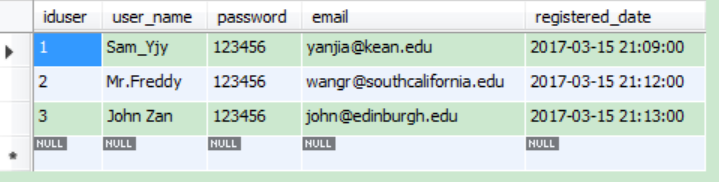 iduser user_name password email registered_date
1 Sam_Yjy 123456 yanjia@kean.edu 2017-03-15 21:09:00
2 Mr.Freddy 123456 wangr@southcalifornia.edu 2017-03-15 21:12:00
3 John Zan 123456 john@edinburgh.edu 2017-03-15 21:13:00
NULL NULL NULL NULL NULL